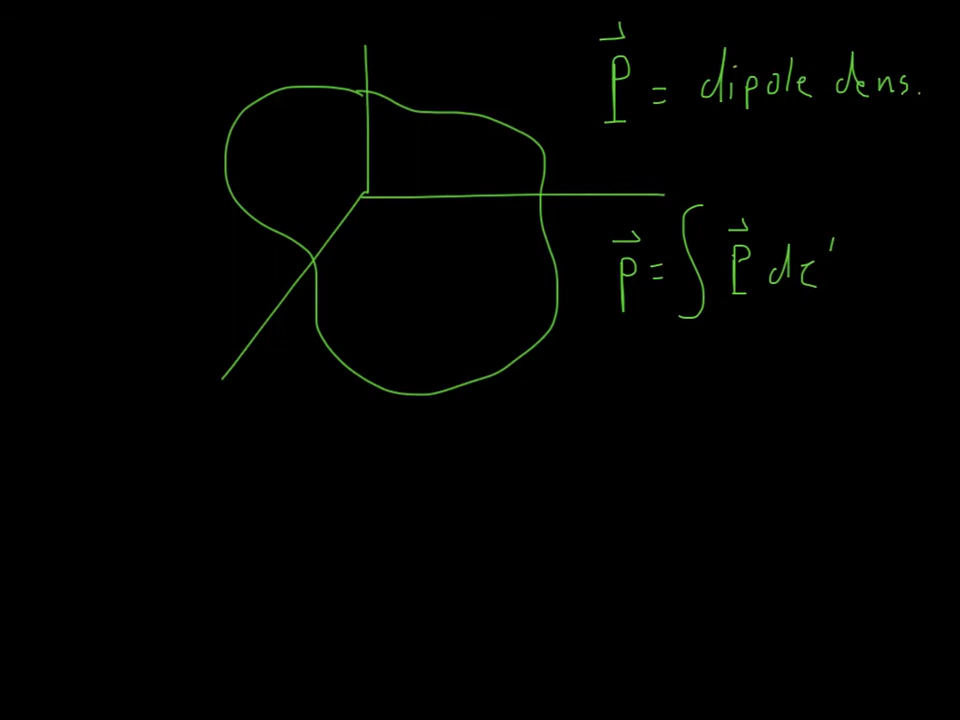 P⃗ = dipole dens.
p⃗ = ∫ P⃗ dτ'